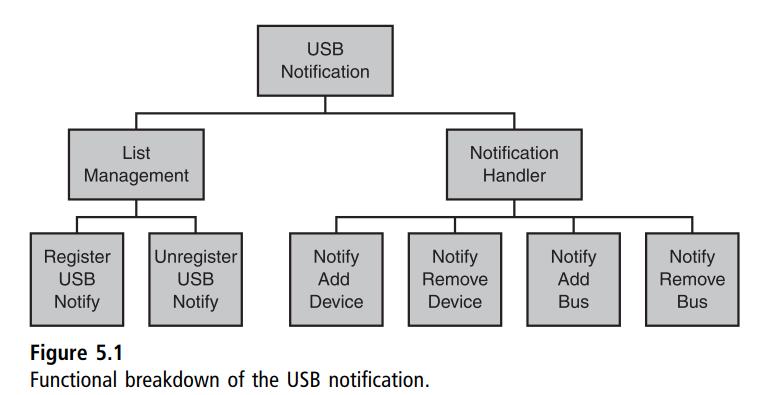 USB
Notification
List
Management
Notification
Handler
Register
USB
Notify
Unregister
USB
Notify
Notify
Add
Device
Notify
Remove
Device
Notify
Add
Bus
Notify
Remove
Bus
Figure 5.1
Functional breakdown of the USB notification.